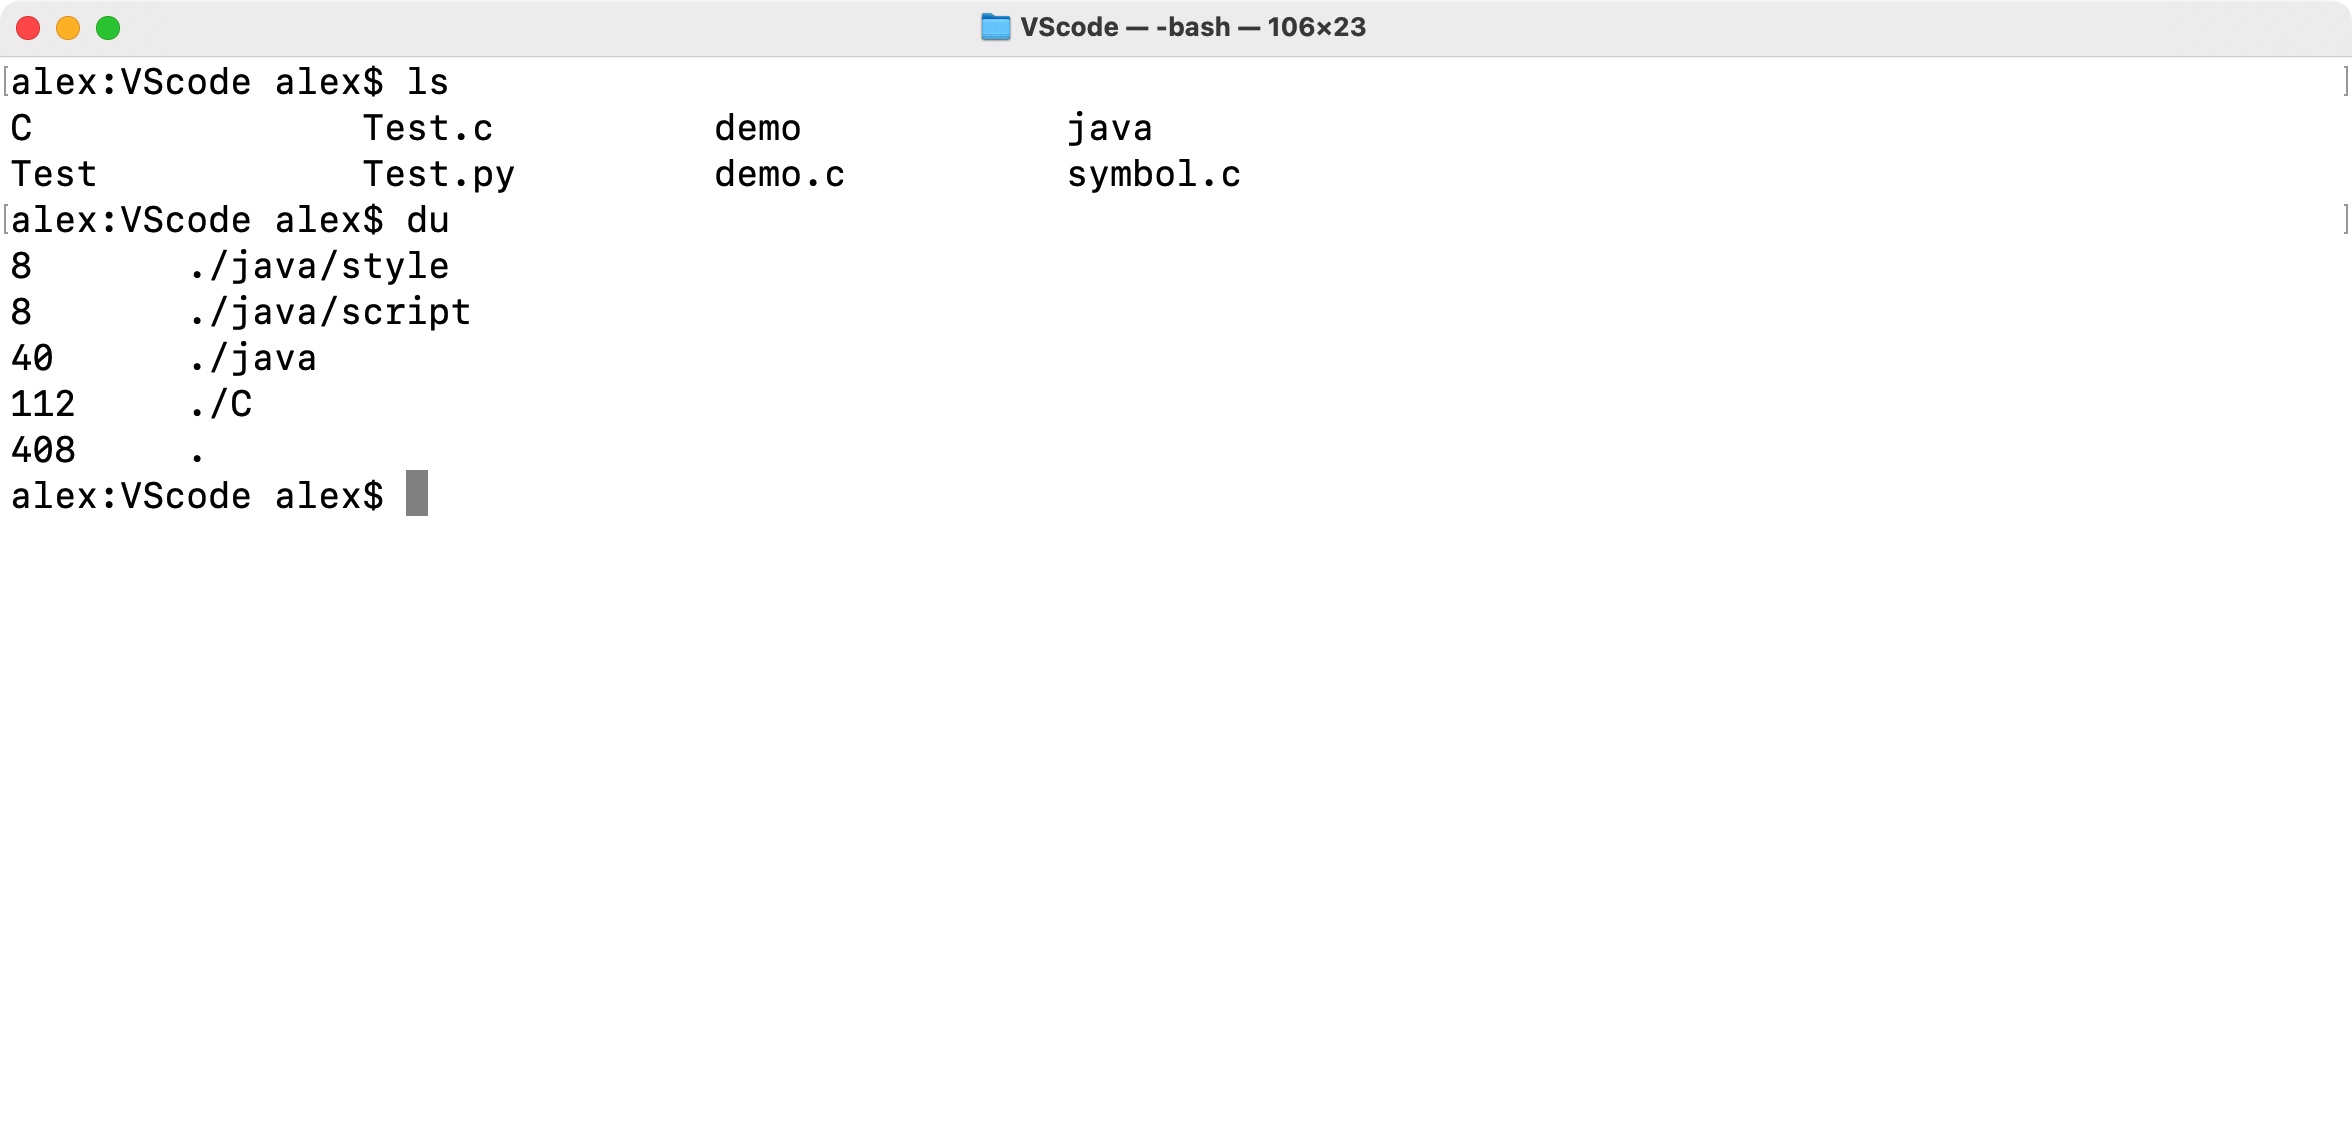 VScode — -bash — 106×23
[alex:VScode alex$ ls ]
C Test.c demo java
Test Test.py demo.c symbol.c
[alex:VScode alex$ du ]
8 ./java/style
8 ./java/script
40 ./java
112 ./C
408 .
alex:VScode alex$